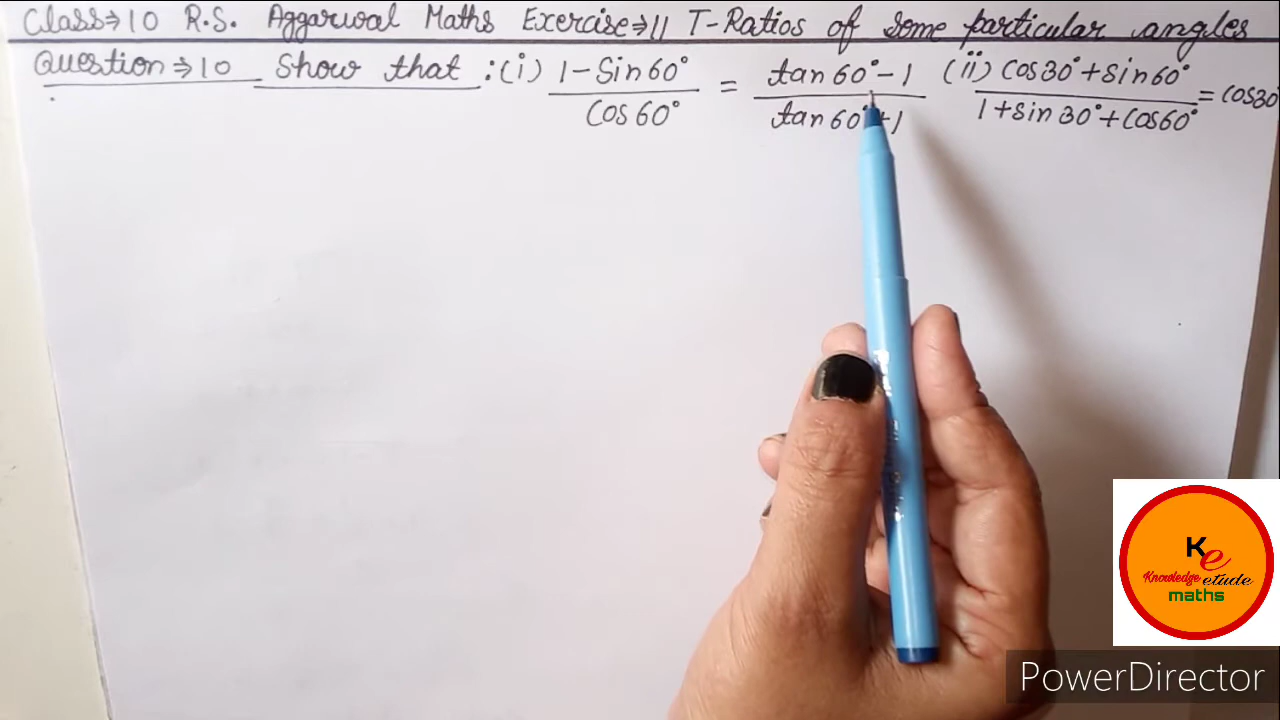 Class⇒10 R.S. Aggarwal Maths Exercise⇒11 T-Ratios of some particular angles
Question⇒10 Show that :(i) 1-Sin60°/Cos60° = tan60°-1/tan60°+1 (ii) Cos30°+Sin60°/1+Sin30°+Cos60° = Cos30°
Ke
Knowledge etude
maths
PowerDirector